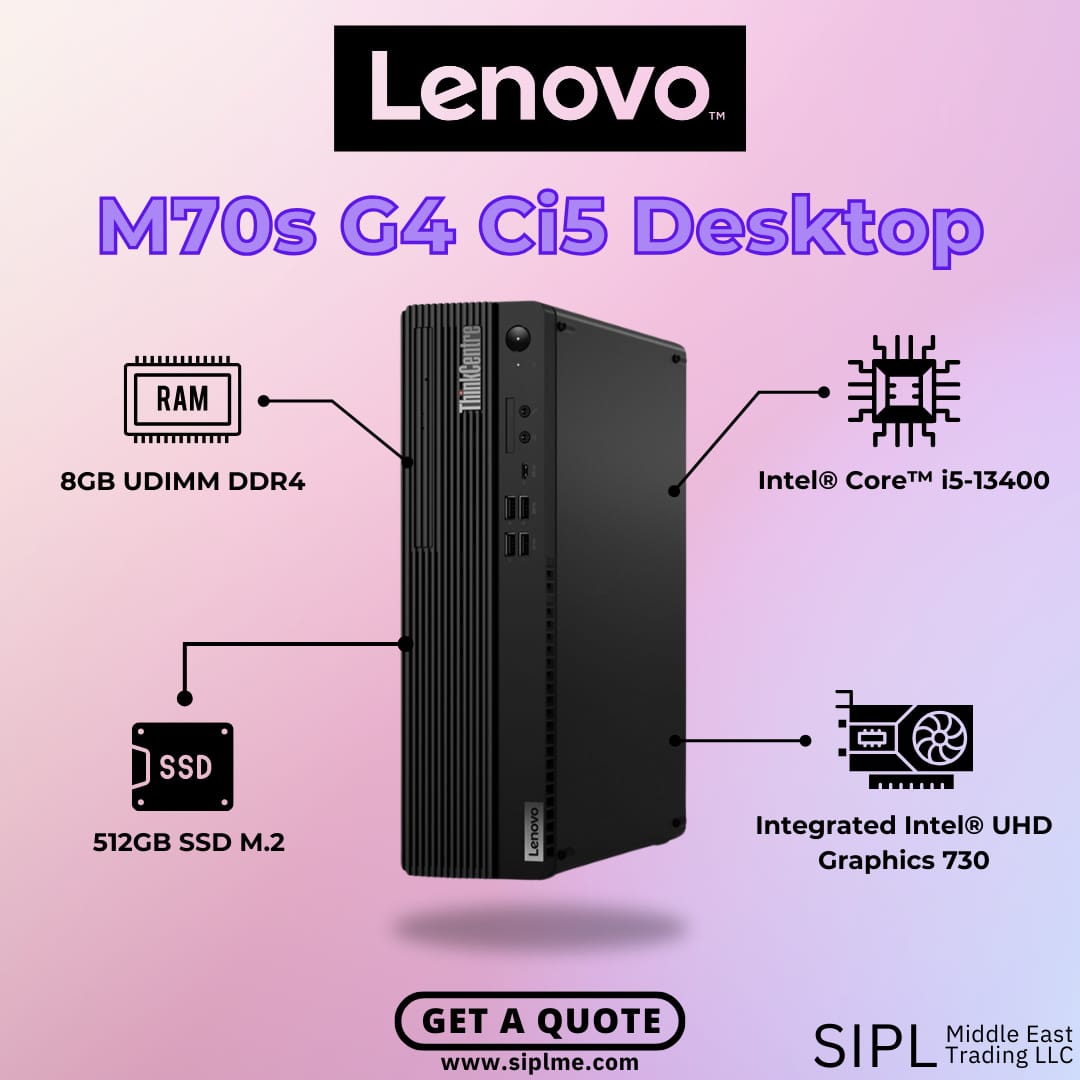 Lenovo™
M70s G4 Ci5 Desktop
RAM
8GB UDIMM DDR4
Intel® Core™ i5-13400
ThinkCentre
SSD
512GB SSD M.2
Lenovo
Integrated Intel® UHD
Graphics 730
GET A QUOTE
www.siplme.com
SIPL Middle East
Trading LLC